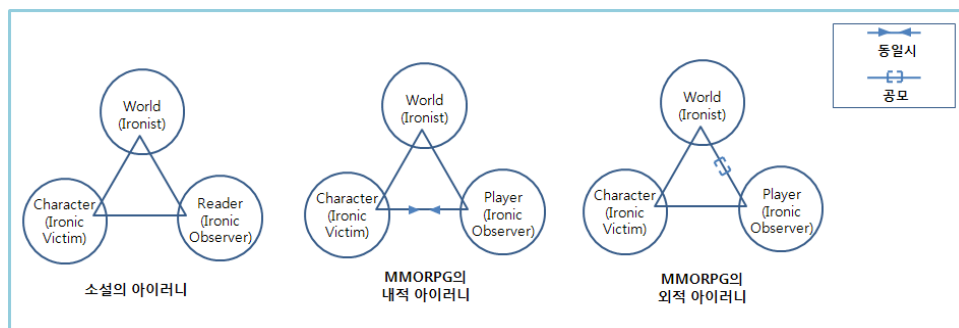 World
(Ironist)
Character
(Ironic
Victim)
Reader
(Ironic
Observer)
소설의 아이러니
World
(Ironist)
Character
(Ironic
Victim)
Player
(Ironic
Observer)
MMORPG의
내적 아이러니
World
(Ironist)
Character
(Ironic
Victim)
Player
(Ironic
Observer)
MMORPG의
외적 아이러니
동일시
공모